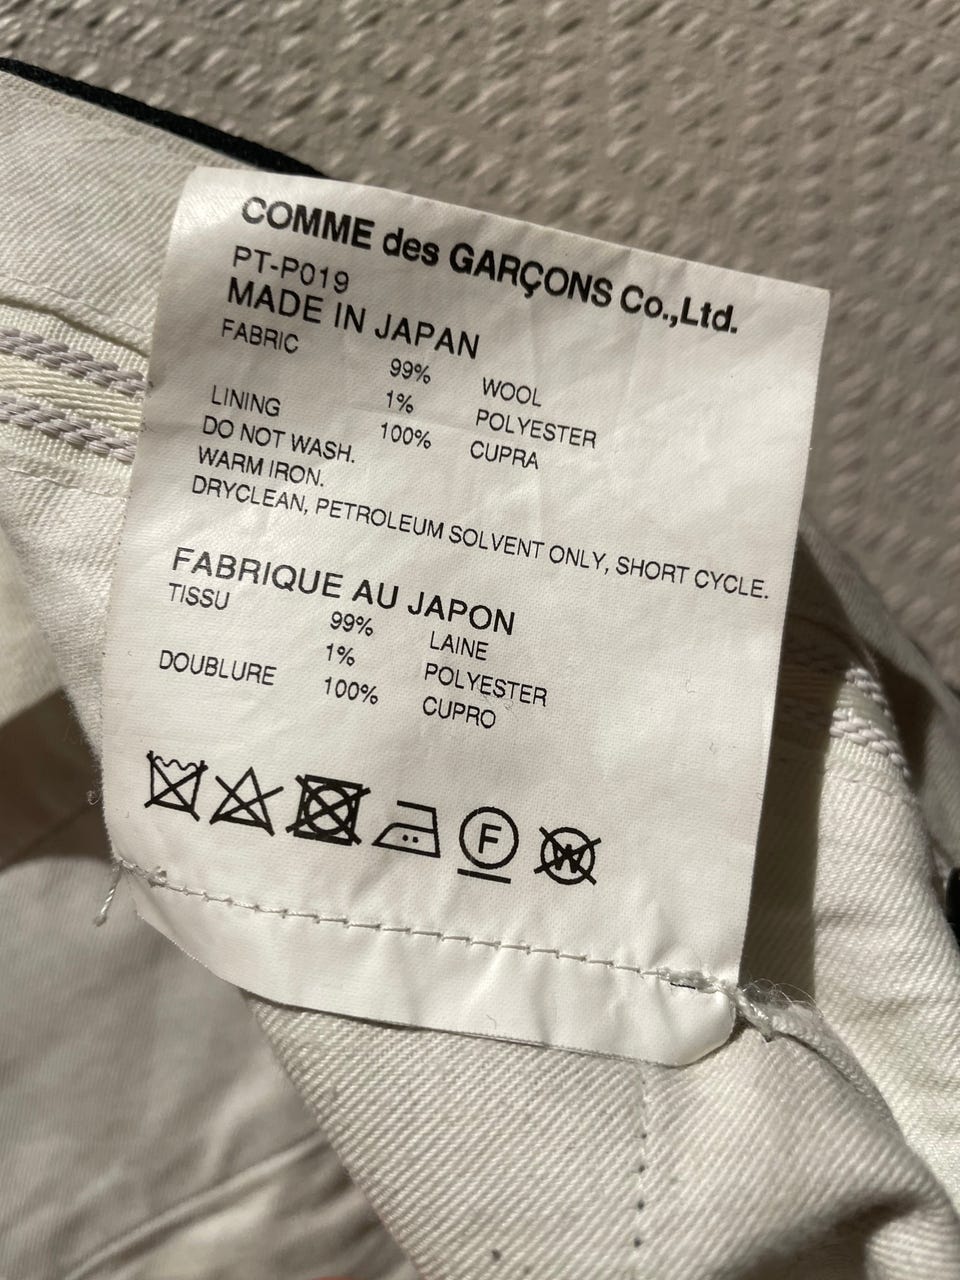 COMME des GARÇONS Co.,Ltd.
PT-P019
MADE IN JAPAN
FABRIC 99% WOOL
1% POLYESTER
LINING 100% CUPRA
DO NOT WASH.
WARM IRON.
DRYCLEAN, PETROLEUM SOLVENT ONLY, SHORT CYCLE.
FABRIQUE AU JAPON
TISSU 99% LAINE
1% POLYESTER
DOUBLURE 100% CUPRO
F W